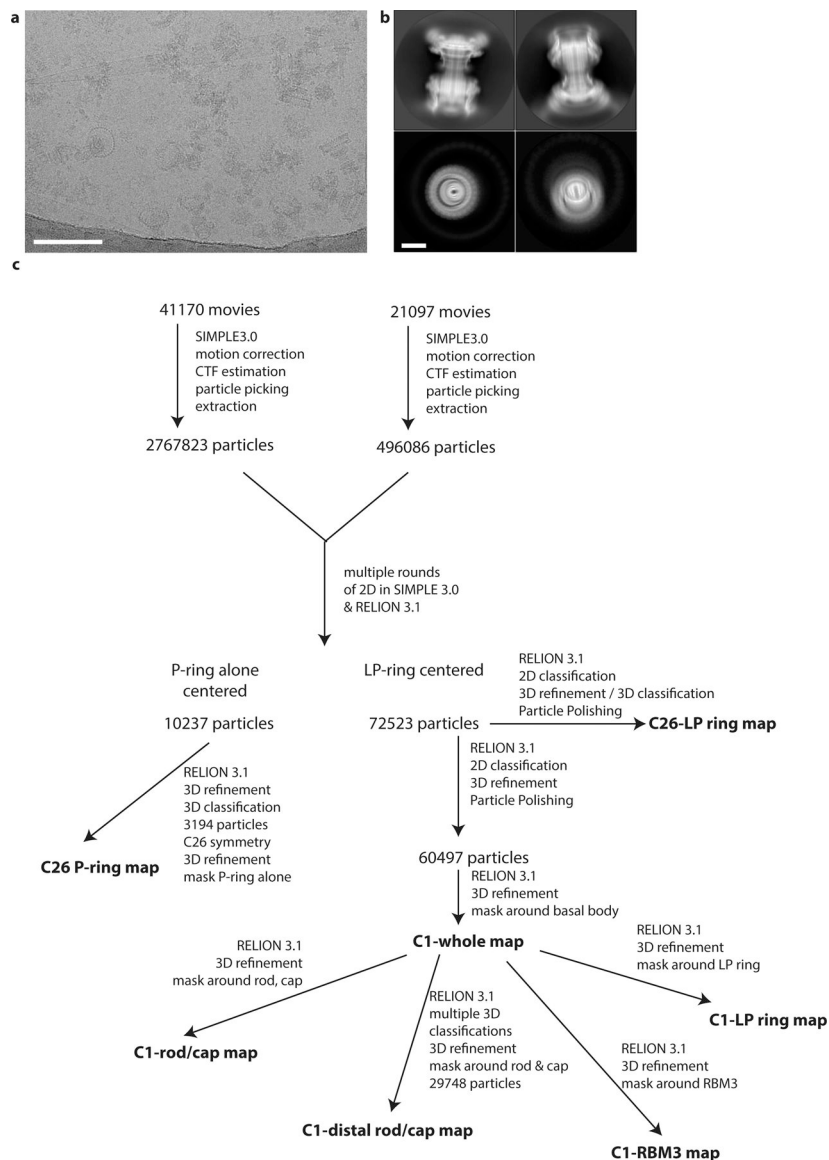 a
b
c
41170 movies
SIMPLE3.0
motion correction
CTF estimation
particle picking
extraction
2767823 particles
21097 movies
SIMPLE3.0
motion correction
CTF estimation
particle picking
extraction
496086 particles
multiple rounds
of 2D in SIMPLE 3.0
& RELION 3.1
P-ring alone
centered
10237 particles
LP-ring centered
72523 particles
RELION 3.1
2D classification
3D refinement / 3D classification
Particle Polishing
C26-LP ring map
RELION 3.1
3D refinement
3D classification
3194 particles
C26 symmetry
3D refinement
mask P-ring alone
C26 P-ring map
RELION 3.1
2D classification
3D refinement
Particle Polishing
60497 particles
RELION 3.1
3D refinement
mask around basal body
C1-whole map
RELION 3.1
3D refinement
mask around rod, cap
C1-rod/cap map
RELION 3.1
multiple 3D
classifications
3D refinement
mask around rod & cap
29748 particles
C1-distal rod/cap map
RELION 3.1
3D refinement
mask around RBM3
C1-RBM3 map
RELION 3.1
3D refinement
mask around LP ring
C1-LP ring map